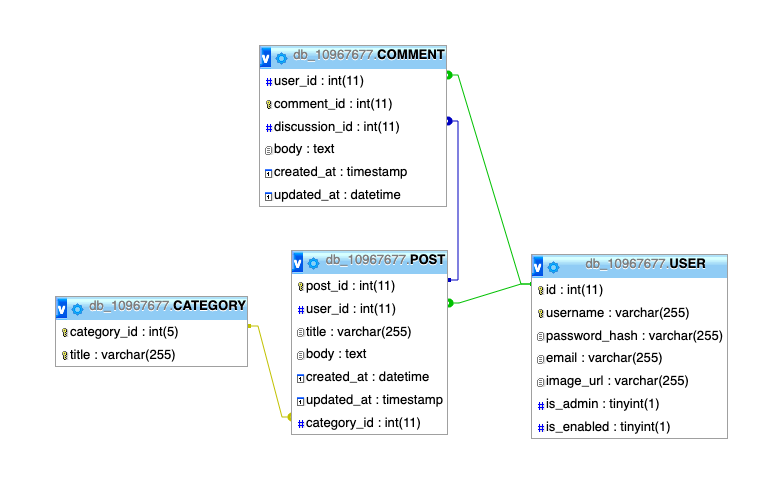 db_10967677.COMMENT
user_id : int(11)
comment_id : int(11)
discussion_id : int(11)
body : text
created_at : timestamp
updated_at : datetime
db_10967677.POST
post_id : int(11)
user_id : int(11)
title : varchar(255)
body : text
created_at : datetime
updated_at : timestamp
category_id : int(11)
db_10967677.USER
id : int(11)
username : varchar(255)
password_hash : varchar(255)
email : varchar(255)
image_url : varchar(255)
is_admin : tinyint(1)
is_enabled : tinyint(1)
db_10967677.CATEGORY
category_id : int(5)
title : varchar(255)